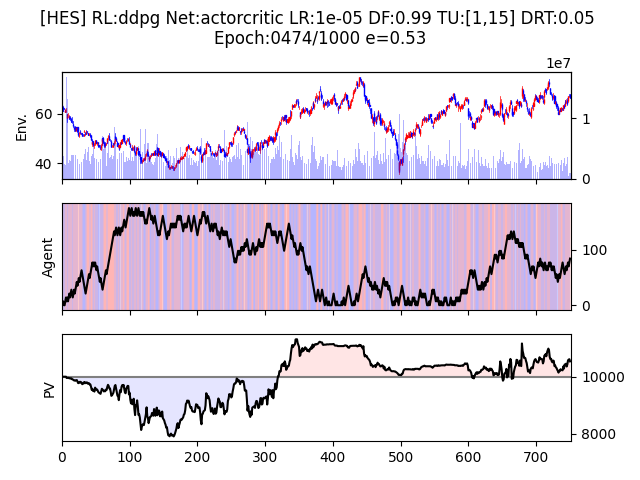 [HES] RL:ddpg Net:actorcritic LR:1e-05 DF:0.99 TU:[1,15] DRT:0.05
Epoch:0474/1000 e=0.53
1e7
Env.
60
40
1
0
Agent
100
0
PV
10000
8000
0 100 200 300 400 500 600 700